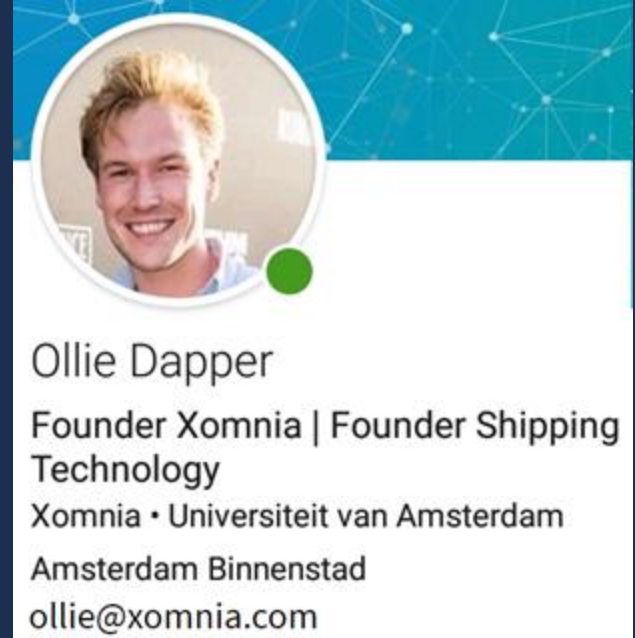 Ollie Dapper
Founder Xomnia | Founder Shipping
Technology
Xomnia • Universiteit van Amsterdam
Amsterdam Binnenstad
ollie@xomnia.com